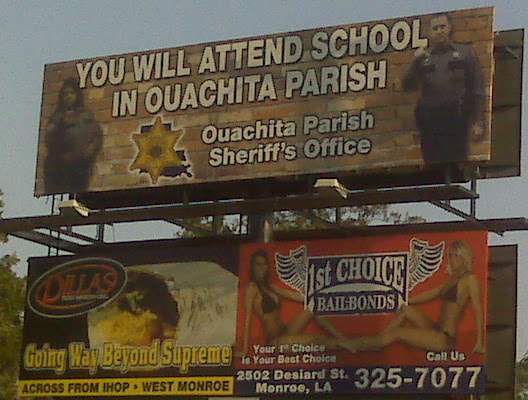 YOU WILL ATTEND SCHOOL
IN OUACHITA PARISH
Ouachita Parish
Sheriff's Office
DILLAS
Going Way Beyond Supreme
ACROSS FROM IHOP • WEST MONROE
1st CHOICE
BAILBONDS
Your 1st Choice
is Your Best Choice
Call Us
2502 Desiard St.
Monroe, LA
325-7077